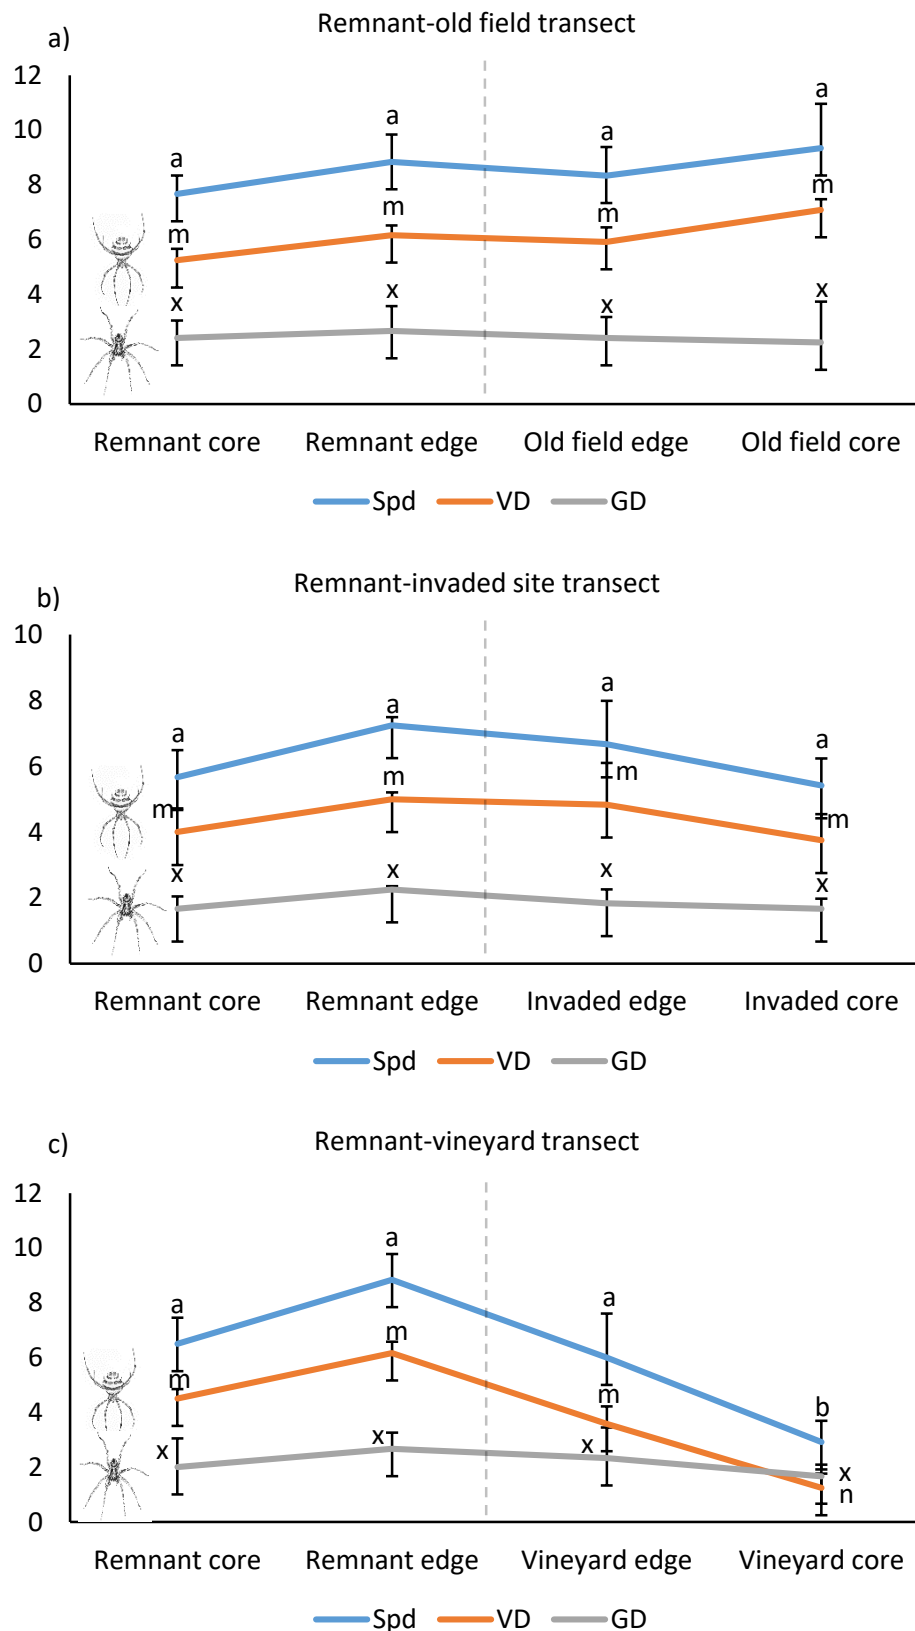 Remnant-old field transect
a)
12
10
8
6
4
2
0
a
a
a
a
m
m
m
m
x
x
x
x
Remnant core Remnant edge Old field edge Old field core
Spd VD GD
Remnant-invaded site transect
b)
10
8
6
4
2
0
a
a
a
a
m
m
m
m
x
x
x
x
Remnant core Remnant edge Invaded edge Invaded core
Spd VD GD
Remnant-vineyard transect
c)
12
10
8
6
4
2
0
a
a
a
b
m
m
m
n
x
x
x
x
Remnant core Remnant edge Vineyard edge Vineyard core
Spd VD GD